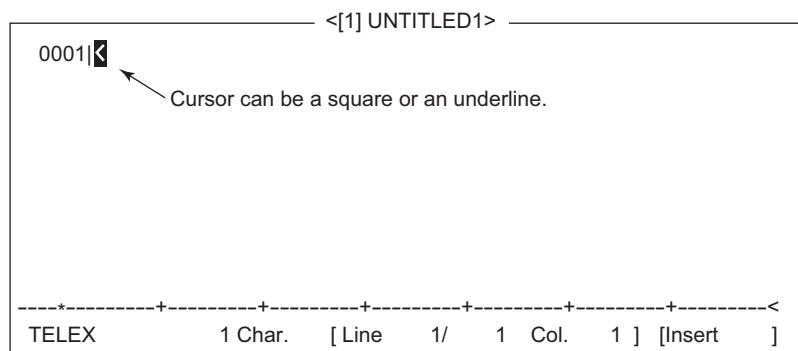 <[1] UNTITLED1>
0001|<
Cursor can be a square or an underline.
----*---------+---------+---------+---------+---------+---------+---------<
TELEX 1 Char. [ Line 1/ 1 Col. 1 ] [Insert ]